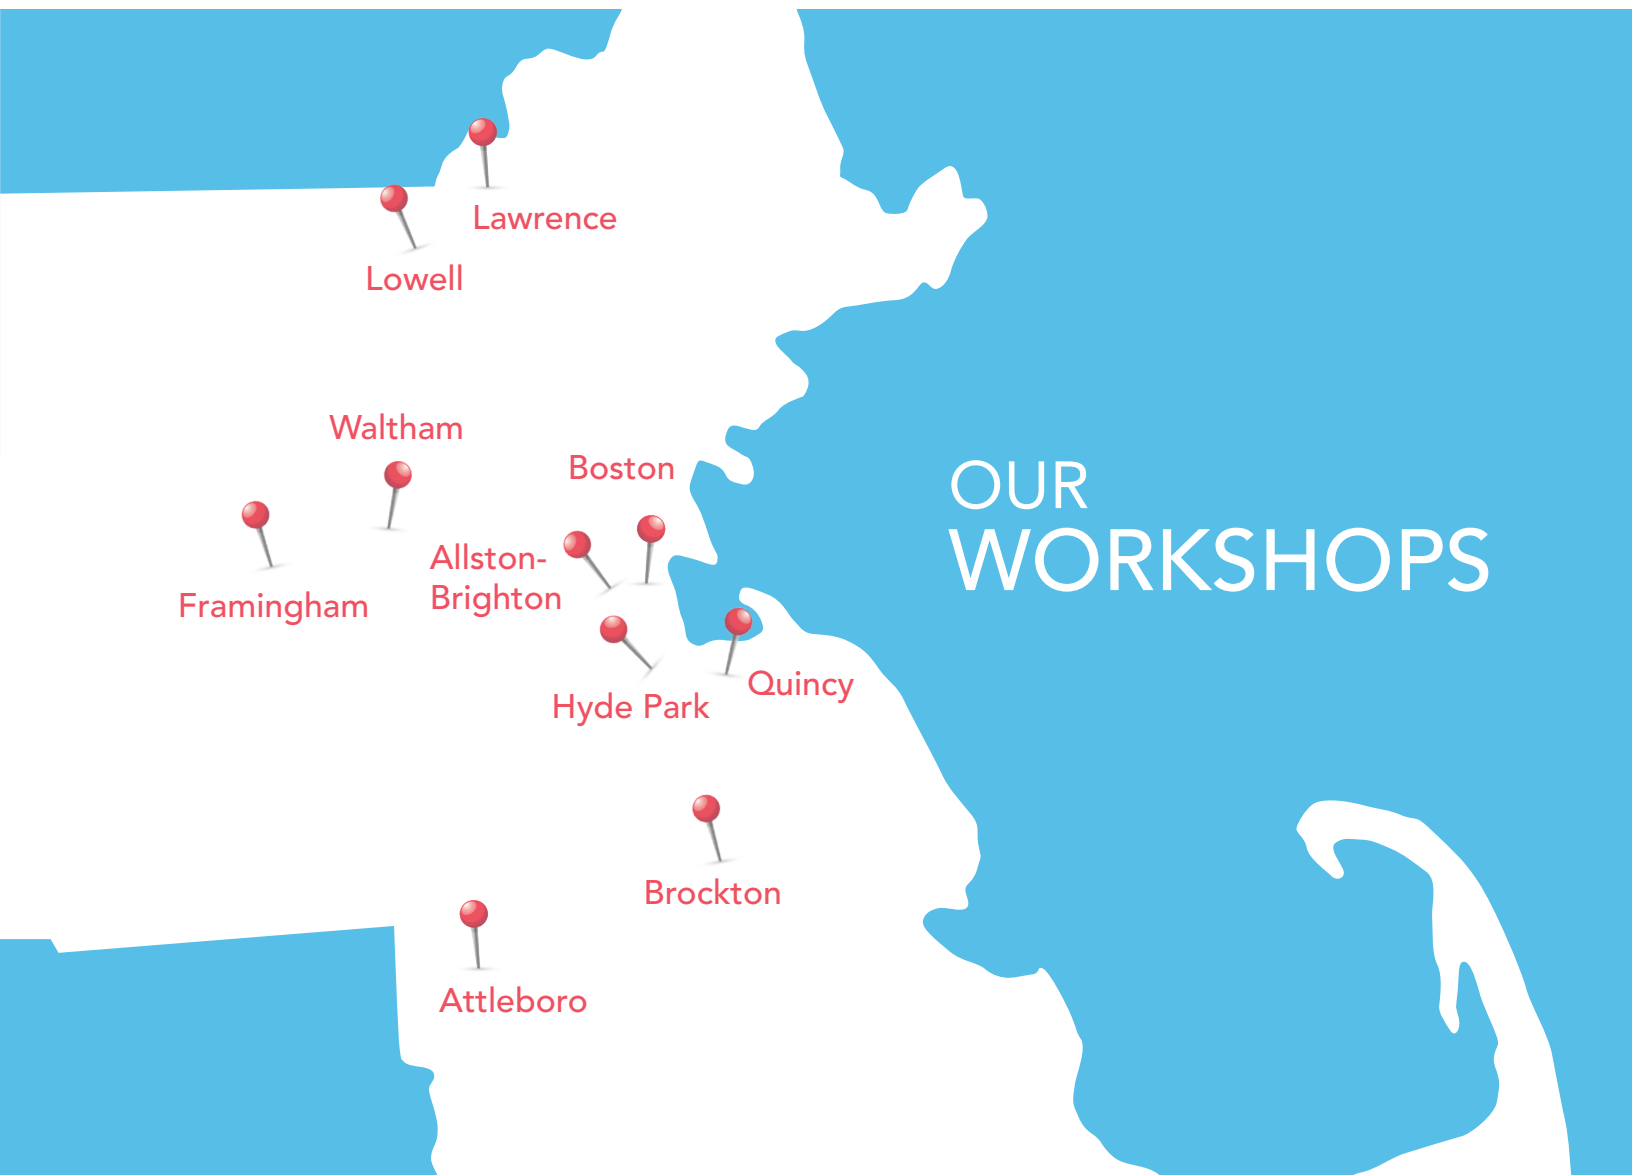 Lawrence
Lowell
Waltham
Boston
OUR
WORKSHOPS
Allston-
Brighton
Framingham
Quincy
Hyde Park
Brockton
Attleboro